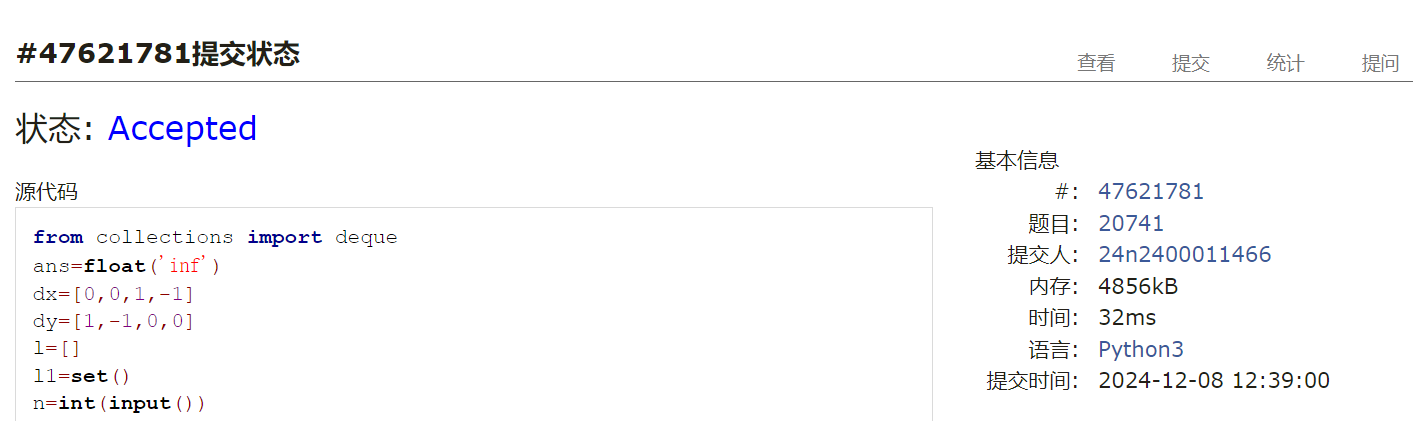 #47621781提交状态
查看 提交 统计 提问
状态: Accepted
源代码
from collections import deque
ans=float('inf')
dx=[0,0,1,-1]
dy=[1,-1,0,0]
l=[]
l1=set()
n=int(input())
基本信息
#: 47621781
题目: 20741
提交人: 24n2400011466
内存: 4856kB
时间: 32ms
语言: Python3
提交时间: 2024-12-08 12:39:00